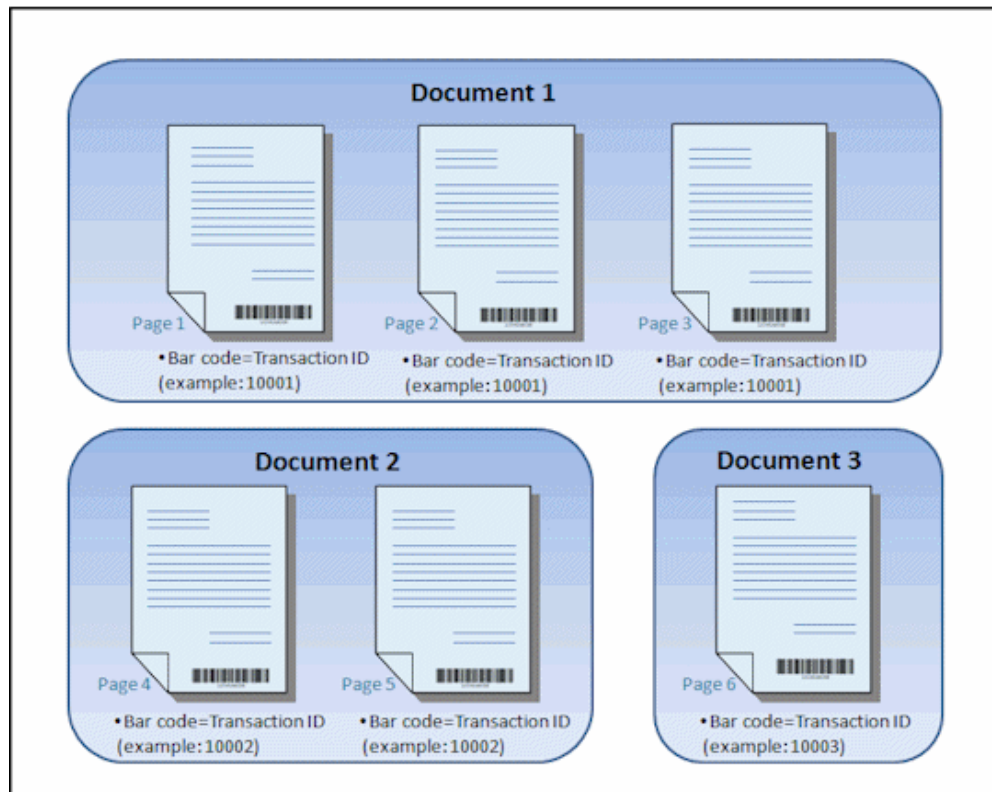 Document 1
Page 1
Page 2
Page 3
•Bar code=Transaction ID
(example:10001)
•Bar code=Transaction ID
(example:10001)
•Bar code=Transaction ID
(example:10001)
Document 2
Page 4
Page 5
•Bar code=Transaction ID
(example:10002)
•Bar code=Transaction ID
(example:10002)
Document 3
Page 6
•Bar code=Transaction ID
(example:10003)